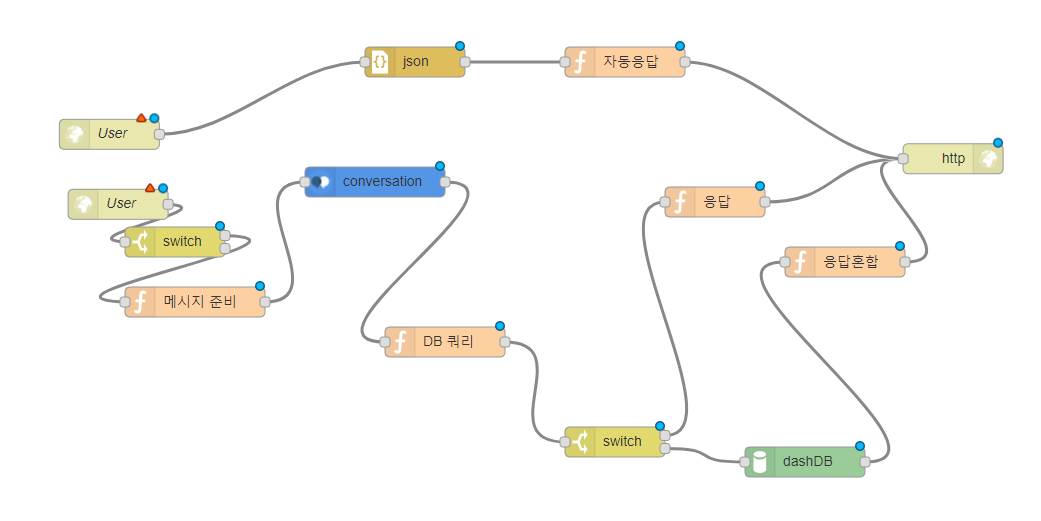 json
자동응답
User
http
conversation
User
응답
switch
응답혼합
메시지 준비
DB 쿼리
switch
dashDB